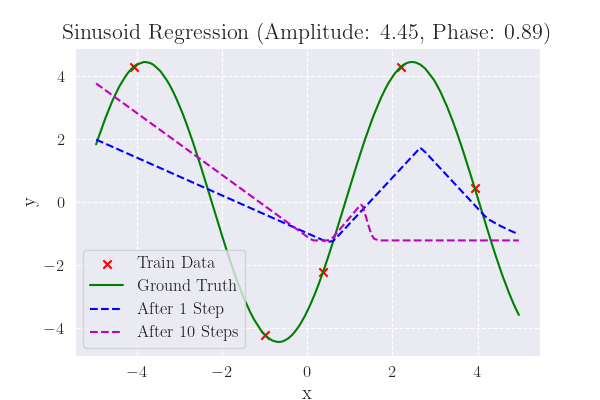 Sinusoid Regression (Amplitude: 4.45, Phase: 0.89)
4
2
0
−2
−4
y
Train Data
Ground Truth
After 1 Step
After 10 Steps
−4 −2 0 2 4
x